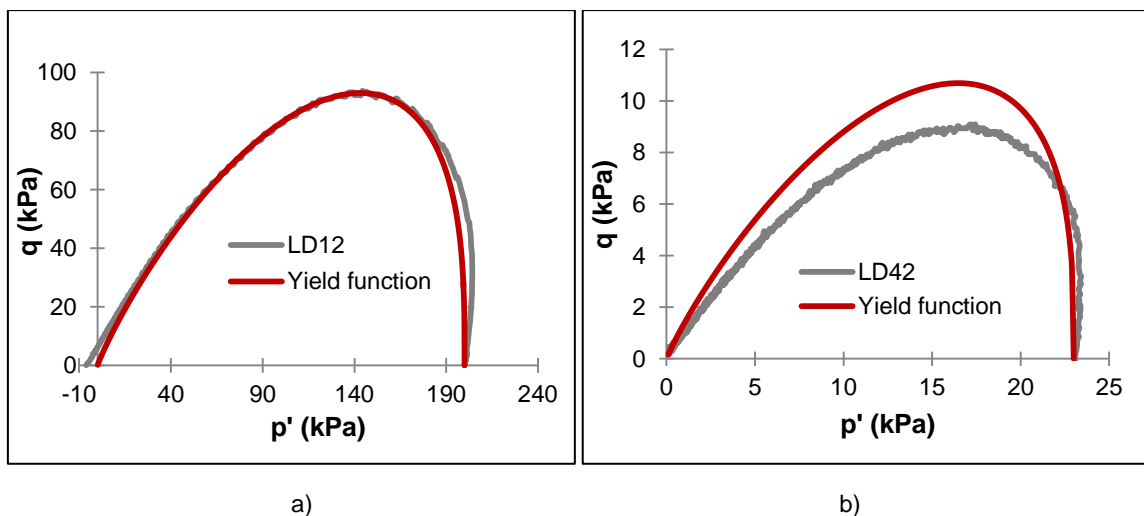 100
80
60
40
20
0
q (kPa)
LD12
Yield function
-10 40 90 140 190 240
p' (kPa)
12
10
8
6
4
2
0
q (kPa)
LD42
Yield function
0 5 10 15 20 25
p' (kPa)
a)
b)